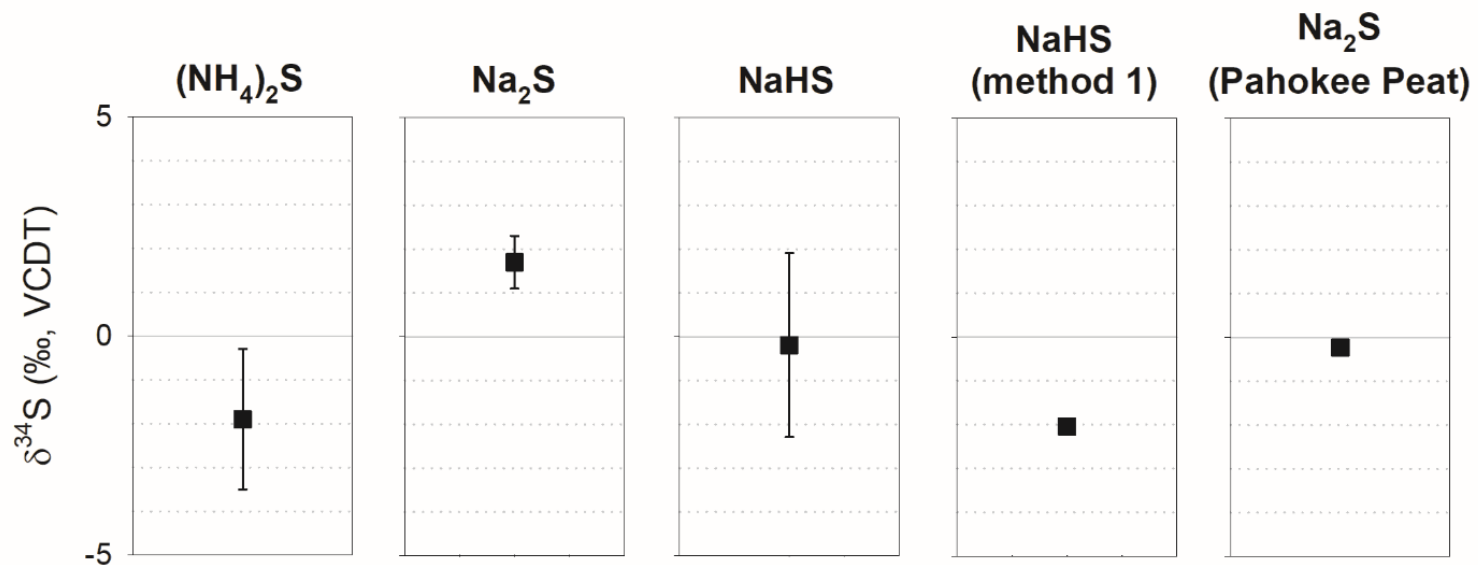 (NH₄)₂S
Na₂S
NaHS
NaHS
(method 1)
Na₂S
(Pahokee Peat)
5
0
-5
δ³⁴S (‰, VCDT)